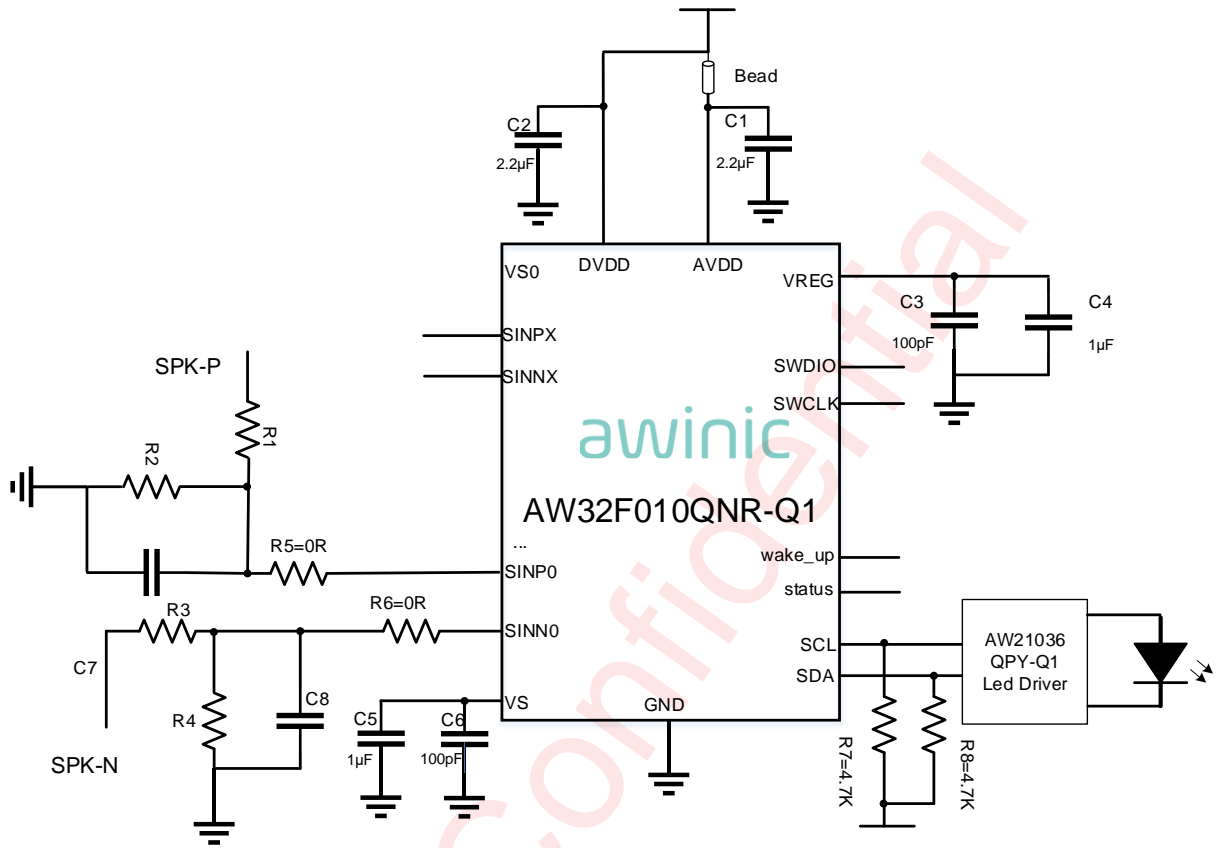 Bead
C2
2.2µF
C1
2.2µF
VS0
DVDD
AVDD
VREG
C3
100pF
C4
1µF
SINPX
SINNX
SWDIO
SWCLK
SPK-P
R1
R2
awinic
AW32F010QNR-Q1
...
R5=0R
SINP0
wake_up
status
R3
R6=0R
SINN0
C7
SCL
SDA
AW21036
QPY-Q1
Led Driver
R4
C8
VS
GND
C5
1µF
C6
100pF
SPK-N
R7=4.7K
R8=4.7K
Confidential